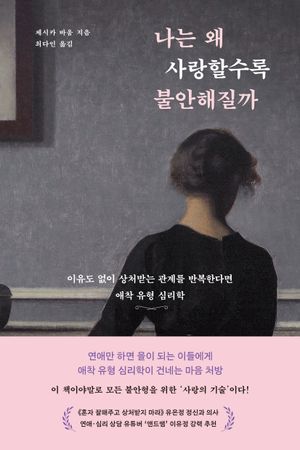 제시카 바움 지음
최다인 옮김
나는 왜
사랑할수록
불안해질까
이유도 없이 상처받는 관계를 반복한다면
애착 유형 심리학
연애만 하면 을이 되는 이들에게
애착 유형 심리학이 건네는 마음 처방
이 책이야말로 모든 불안형을 위한 ‘사랑의 기술’이다!
《혼자 잘해주고 상처받지 마라》 유은정 정신과 의사
연애·심리 상담 유튜버 ‘앤드쌤’ 이유정 강력 추천